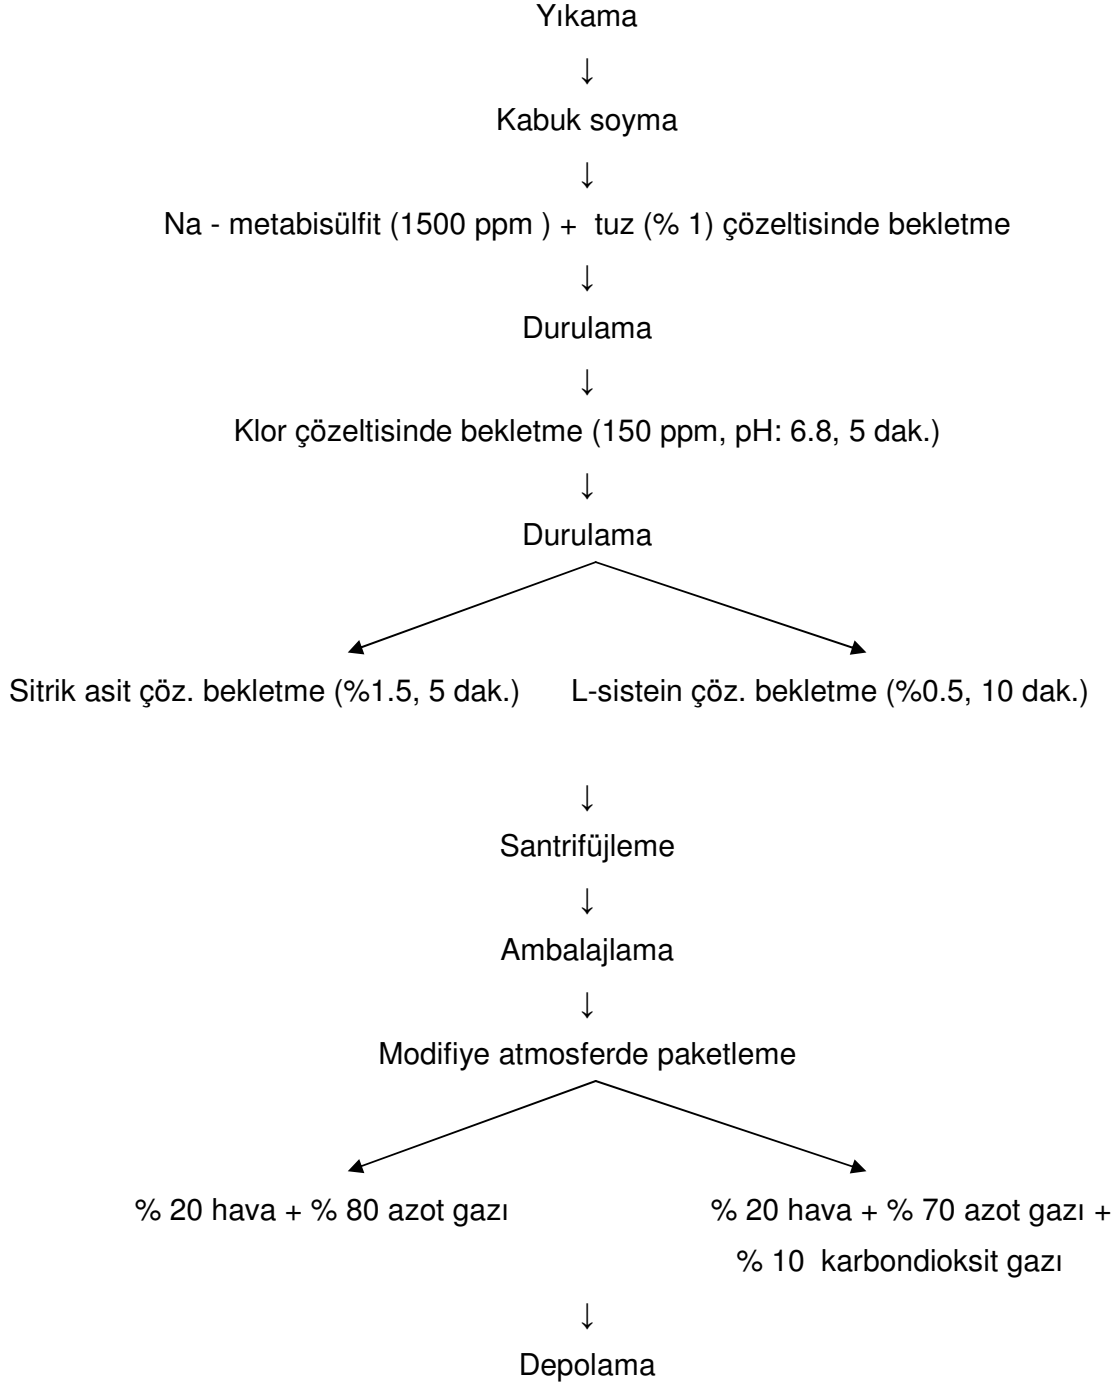 Yıkama
↓
Kabuk soyma
↓
Na - metabisülfit (1500 ppm ) + tuz (% 1) çözeltisinde bekletme
↓
Durulama
↓
Klor çözeltisinde bekletme (150 ppm, pH: 6.8, 5 dak.)
↓
Durulama
Sitrik asit çöz. bekletme (%1.5, 5 dak.) L-sistein çöz. bekletme (%0.5, 10 dak.)
↓
Santrifüjleme
↓
Ambalajlama
↓
Modifiye atmosferde paketleme
% 20 hava + % 80 azot gazı
% 20 hava + % 70 azot gazı +
% 10 karbondioksit gazı
↓
Depolama